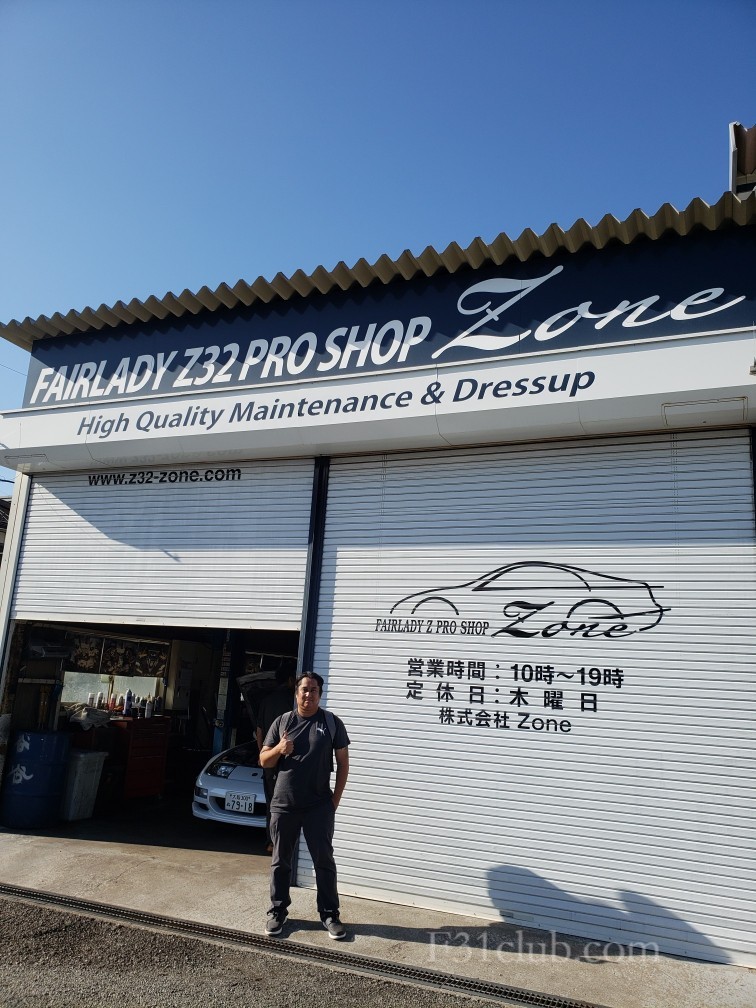 FAIRLADY Z32 PRO SHOP Zone
High Quality Maintenance & Dressup
www.z32-zone.com
FAIRLADY Z PRO SHOP Zone
営業時間：10時〜19時
定休日：木曜日
株式会社 Zone
79-18
F31club.com